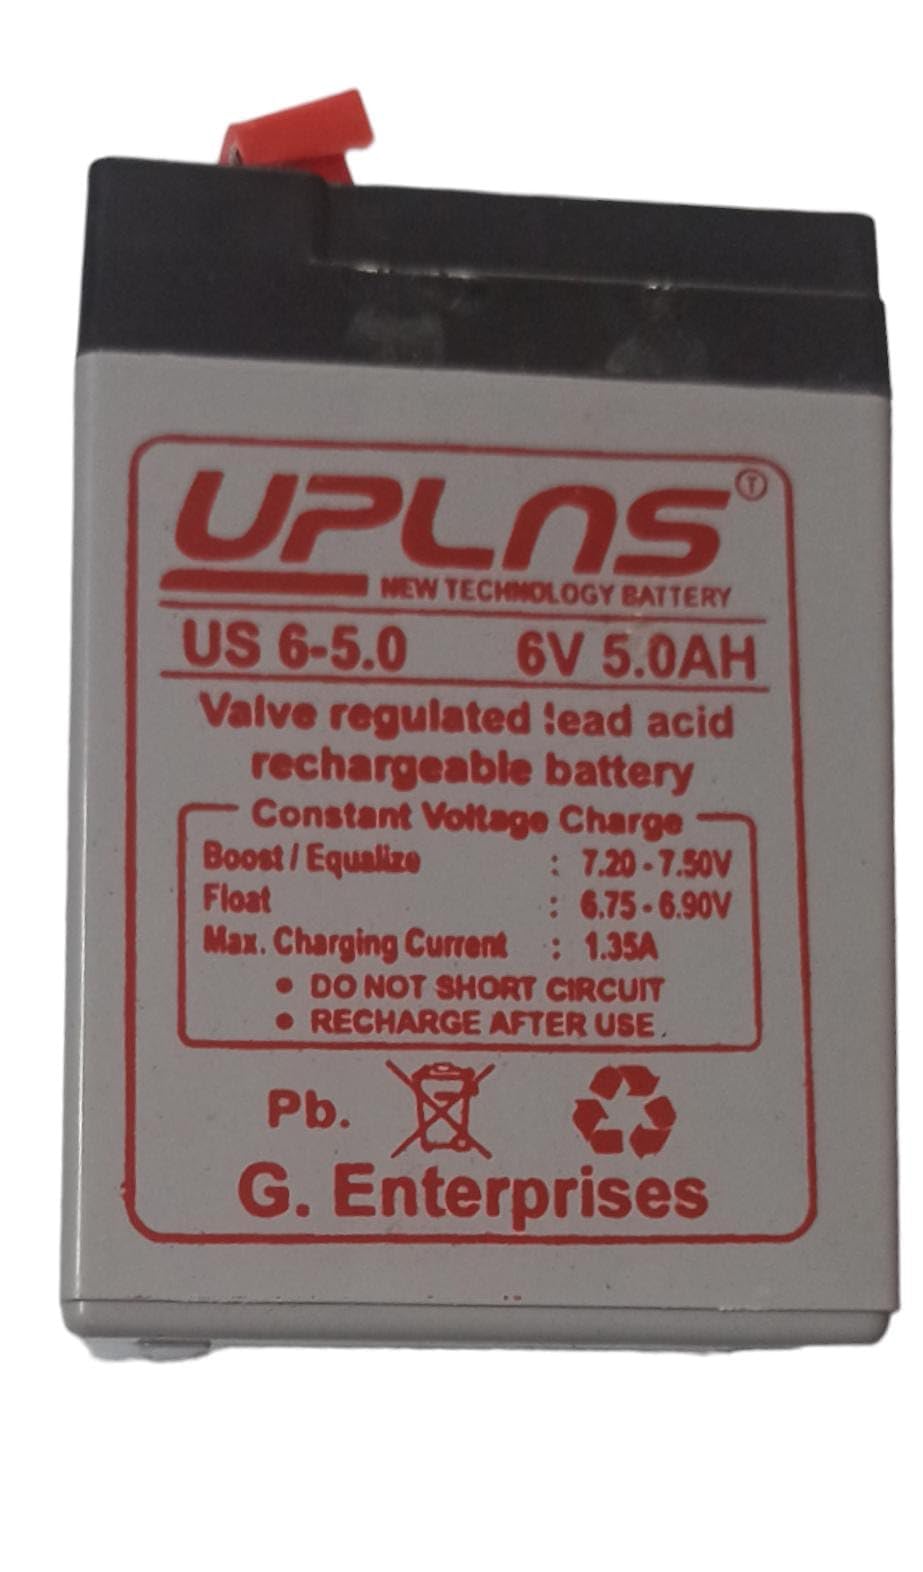 UPLNS
NEW TECHNOLOGY BATTERY
US 6-5.0 6V 5.0AH
Valve regulated lead acid
rechargeable battery
Constant Voltage Charge
Boost / Equalize : 7.20 - 7.50V
Float : 6.75 - 6.90V
Max. Charging Current : 1.35A
• DO NOT SHORT CIRCUIT
• RECHARGE AFTER USE
Pb.
G. Enterprises